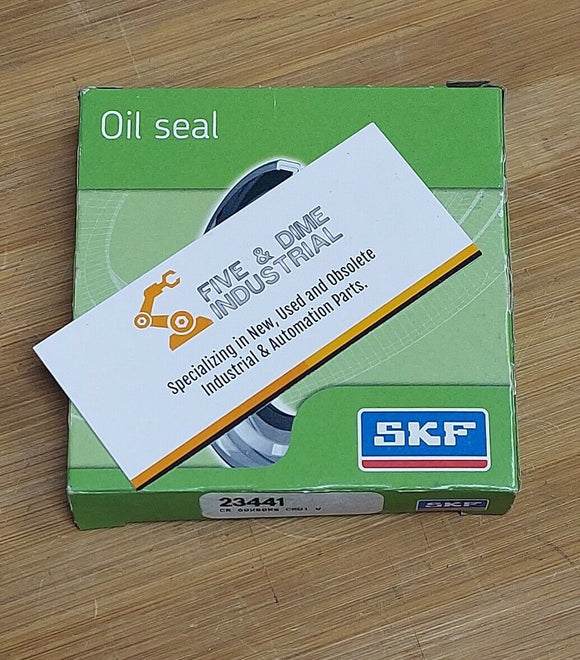 Oil seal
FIVE & DIME
INDUSTRIAL
Specializing in New, Used and Obsolete
Industrial & Automation Parts.
SKF
23441
SKF